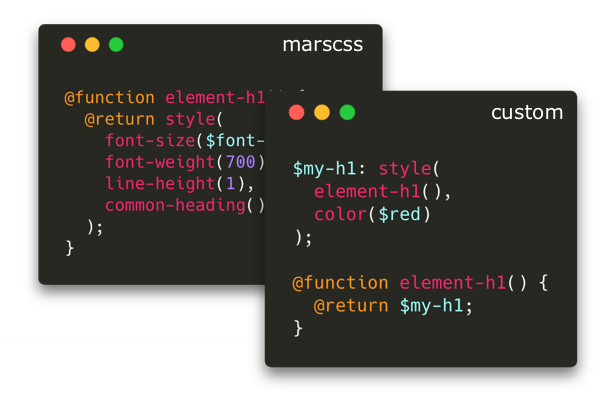 marscss
@function element-h1
@return style(
font-size($font-
font-weight(700)
line-height(1),
common-heading()
);
}
custom
$my-h1: style(
element-h1(),
color($red)
);
@function element-h1() {
@return $my-h1;
}